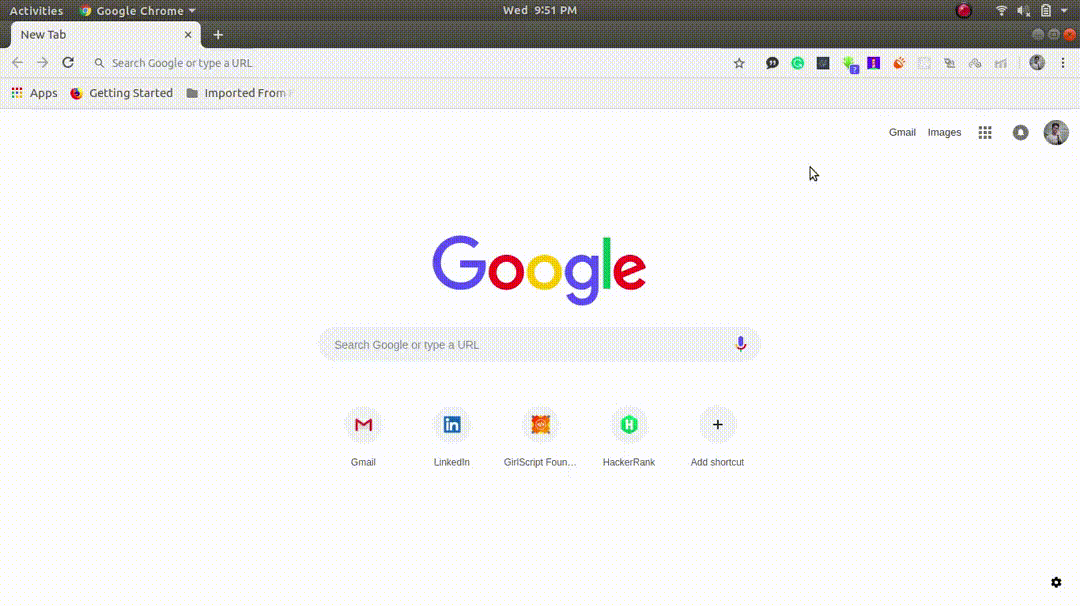 Activities Google Chrome Wed 9:51 PM
New Tab
Search Google or type a URL
Apps Getting Started Imported From
Gmail Images
Google
Search Google or type a URL
Gmail LinkedIn GirlScript Foun... HackerRank Add shortcut